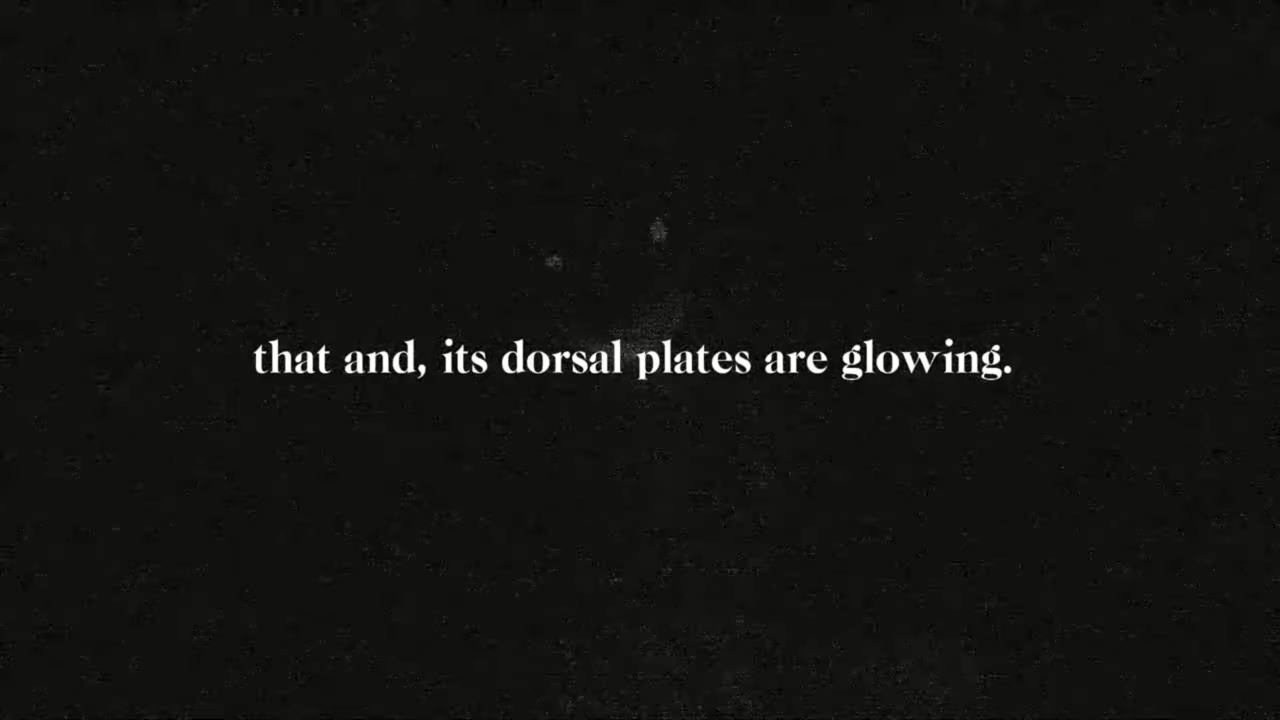 that and, its dorsal plates are glowing.